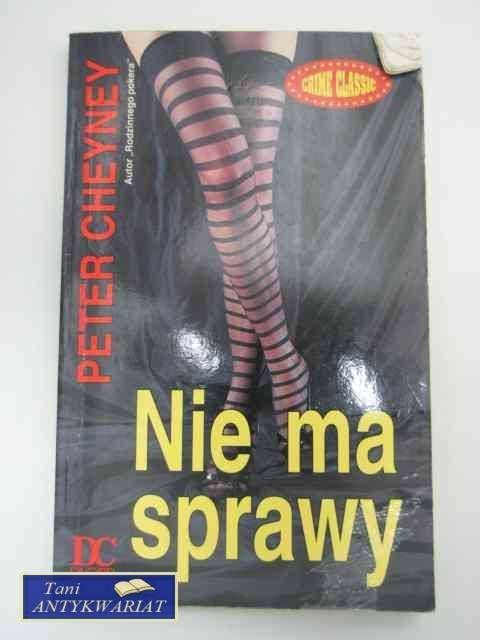 PETER CHEYNEY
Autor „Rodzinnego pokera”
CRIME CLASSIC
Nie ma
sprawy
DC
Tani
ANTYKWARIAT